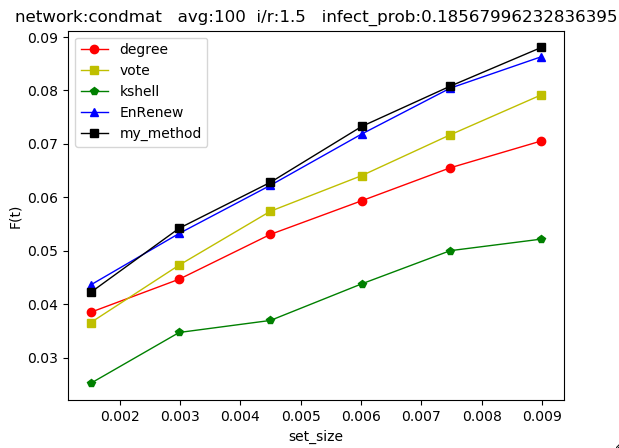 network:condmat avg:100 i/r:1.5 infect_prob:0.18567996232836395
0.09
0.08
0.07
0.06
0.05
0.04
0.03
F(t)
degree
vote
kshell
EnRenew
my_method
0.002 0.003 0.004 0.005 0.006 0.007 0.008 0.009
set_size